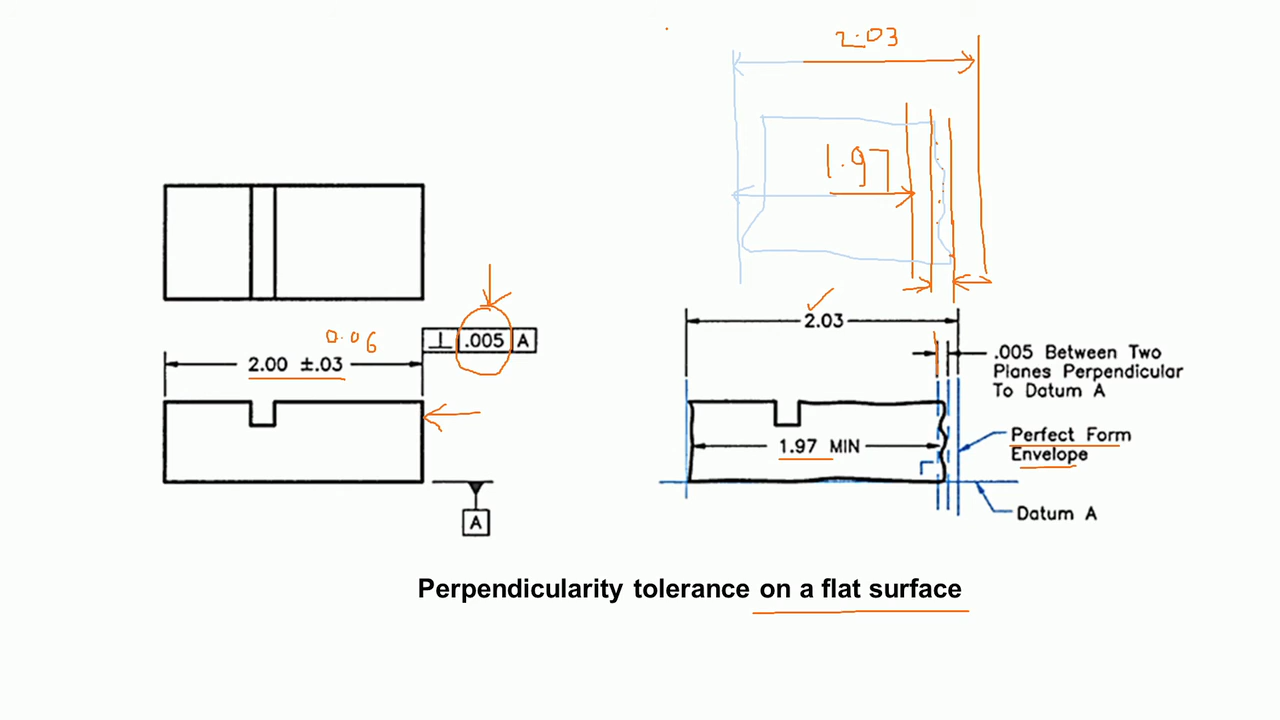 2.03
1.97
0.06
2.00 ±.03
⊥ .005 A
A
2.03
.005 Between Two
Planes Perpendicular
To Datum A
1.97 MIN
Perfect Form
Envelope
Datum A
Perpendicularity tolerance on a flat surface